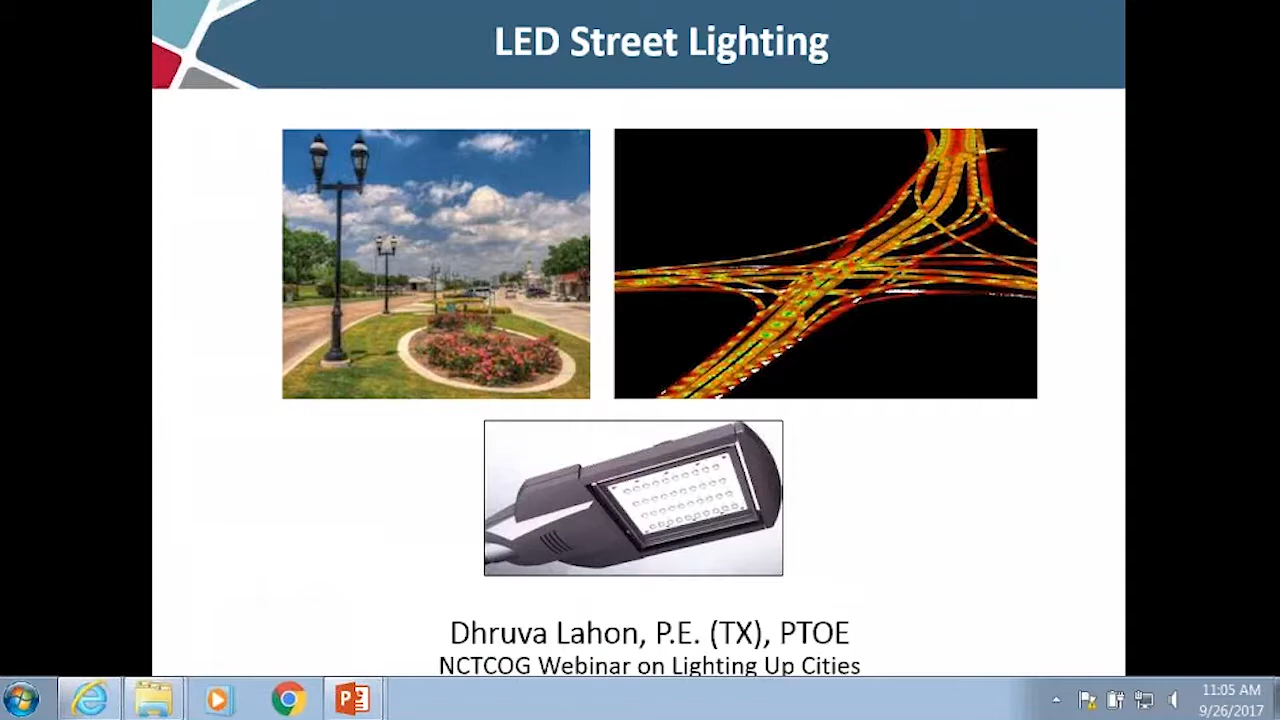 LED Street Lighting
Dhruva Lahon, P.E. (TX), PTOE
NCTCOG Webinar on Lighting Up Cities
11:05 AM
9/26/2017